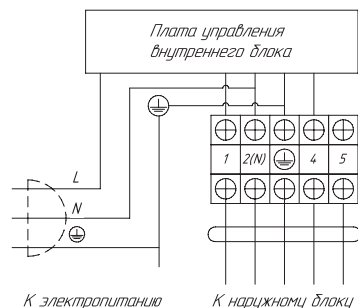 Плата управления
внутреннего блока
1 2(N) 4 5
L
N
К электропитанию К наружному блоку